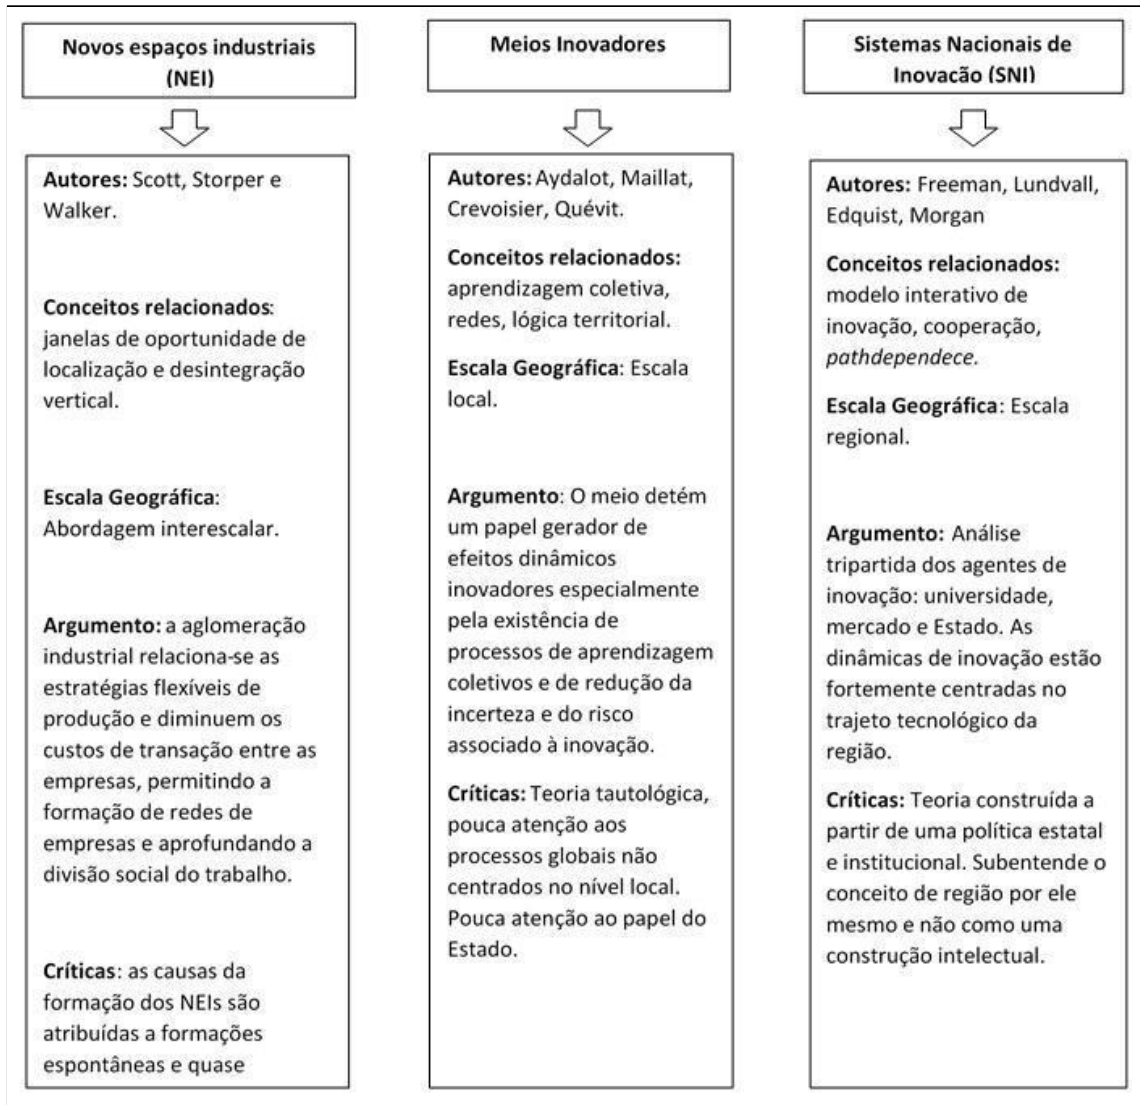 Novos espaços industriais
(NEI)
Autores: Scott, Storper e
Walker.
Conceitos relacionados:
janelas de oportunidade de
localização e desintegração
vertical.
Escala Geográfica:
Abordagem interescalar.
Argumento: a aglomeração
industrial relaciona-se as
estratégias flexíveis de
produção e diminuem os
custos de transação entre as
empresas, permitindo a
formação de redes de
empresas e aprofundando a
divisão social do trabalho.
Críticas: as causas da
formação dos NEIs são
atribuídas a formações
espontâneas e quase
Meios Inovadores
Autores: Aydalot, Maillat,
Crevoisier, Quévit.
Conceitos relacionados:
aprendizagem coletiva,
redes, lógica territorial.
Escala Geográfica: Escala
local.
Argumento: O meio detém
um papel gerador de
efeitos dinâmicos
inovadores especialmente
pela existência de
processos de aprendizagem
coletivos e de redução da
incerteza e do risco
associado à inovação.
Críticas: Teoria tautológica,
pouca atenção aos
processos globais não
centrados no nível local.
Pouca atenção ao papel do
Estado.
Sistemas Nacionais de
Inovacão (SNI)
Autores: Freeman, Lundvall,
Edquist, Morgan
Conceitos relacionados:
modelo interativo de
inovação, cooperação,
pathdependece.
Escala Geográfica: Escala
regional.
Argumento: Análise
tripartida dos agentes de
inovação: universidade,
mercado e Estado. As
dinâmicas de inovação estão
fortemente centradas no
trajeto tecnológico da
região.
Críticas: Teoria construída a
partir de uma política estatal
e institucional. Subentende o
conceito de região por ele
mesmo e não como uma
construção intelectual.